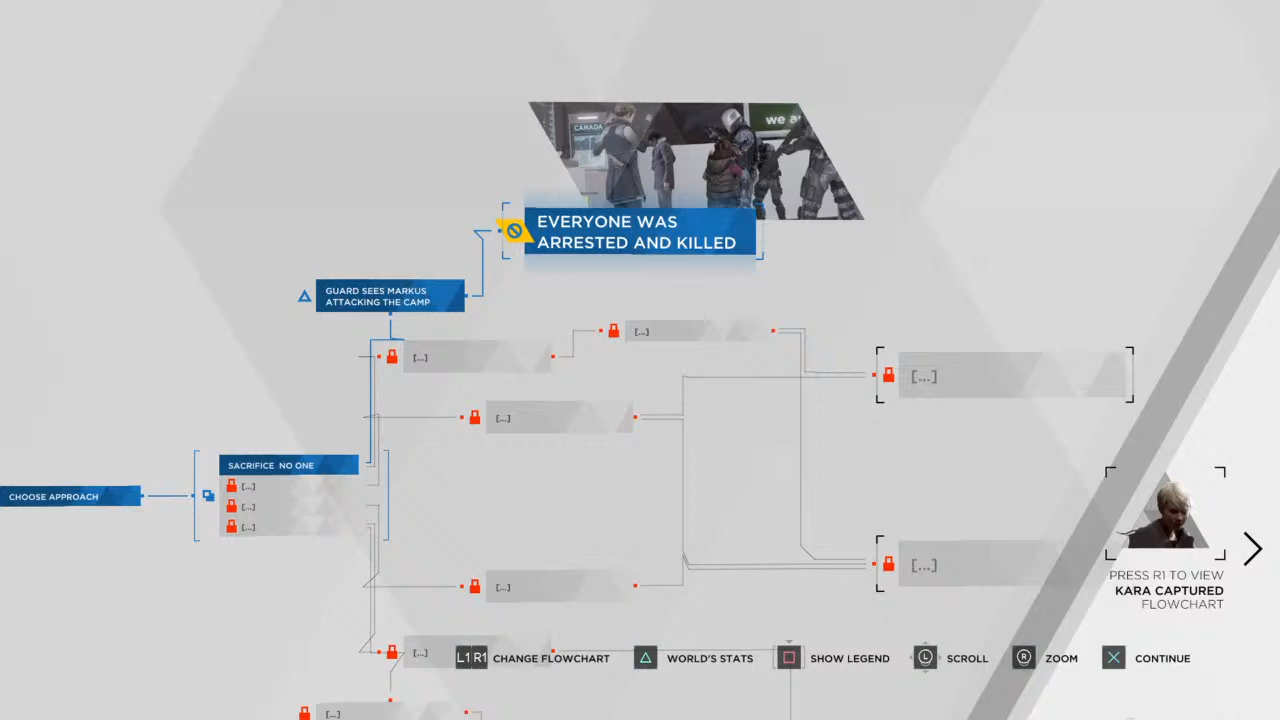 CANADA
we a
EVERYONE WAS
ARRESTED AND KILLED
GUARD SEES MARKUS
ATTACKING THE CAMP
[...]
[...]
[...]
[...]
CHOOSE APPROACH
SACRIFICE NO ONE
[...]
[...]
[...]
[...]
[...]
[...]
[...]
PRESS R1 TO VIEW
KARA CAPTURED
FLOWCHART
L1 R1 CHANGE FLOWCHART
WORLD'S STATS
SHOW LEGEND
L SCROLL
R ZOOM
CONTINUE